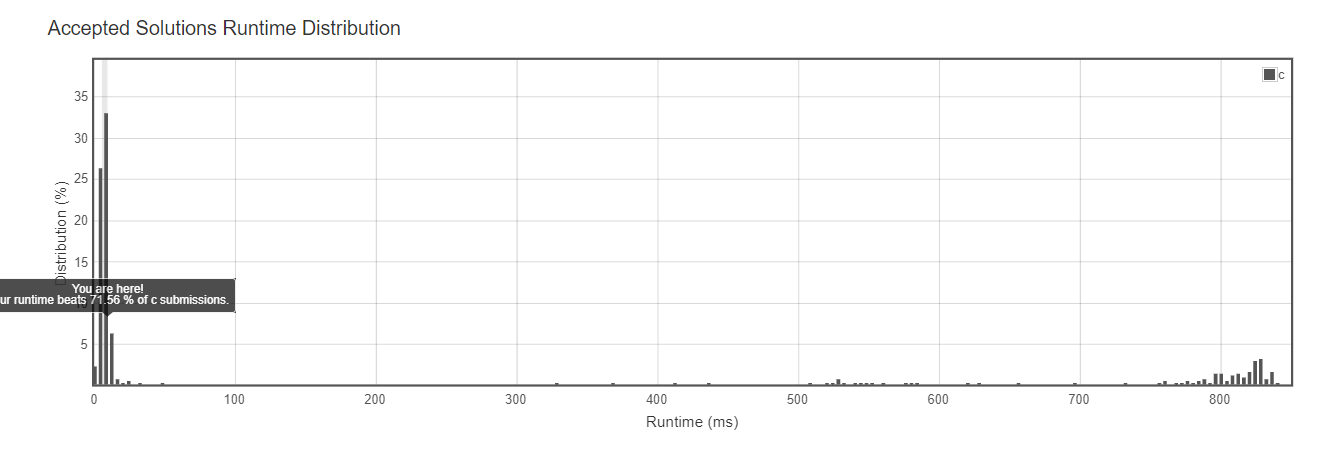 Accepted Solutions Runtime Distribution
c
35
30
25
20
15
10
5
Distribution (%)
You are here!
ur runtime beats 71.56 % of c submissions.
0 100 200 300 400 500 600 700 800
Runtime (ms)